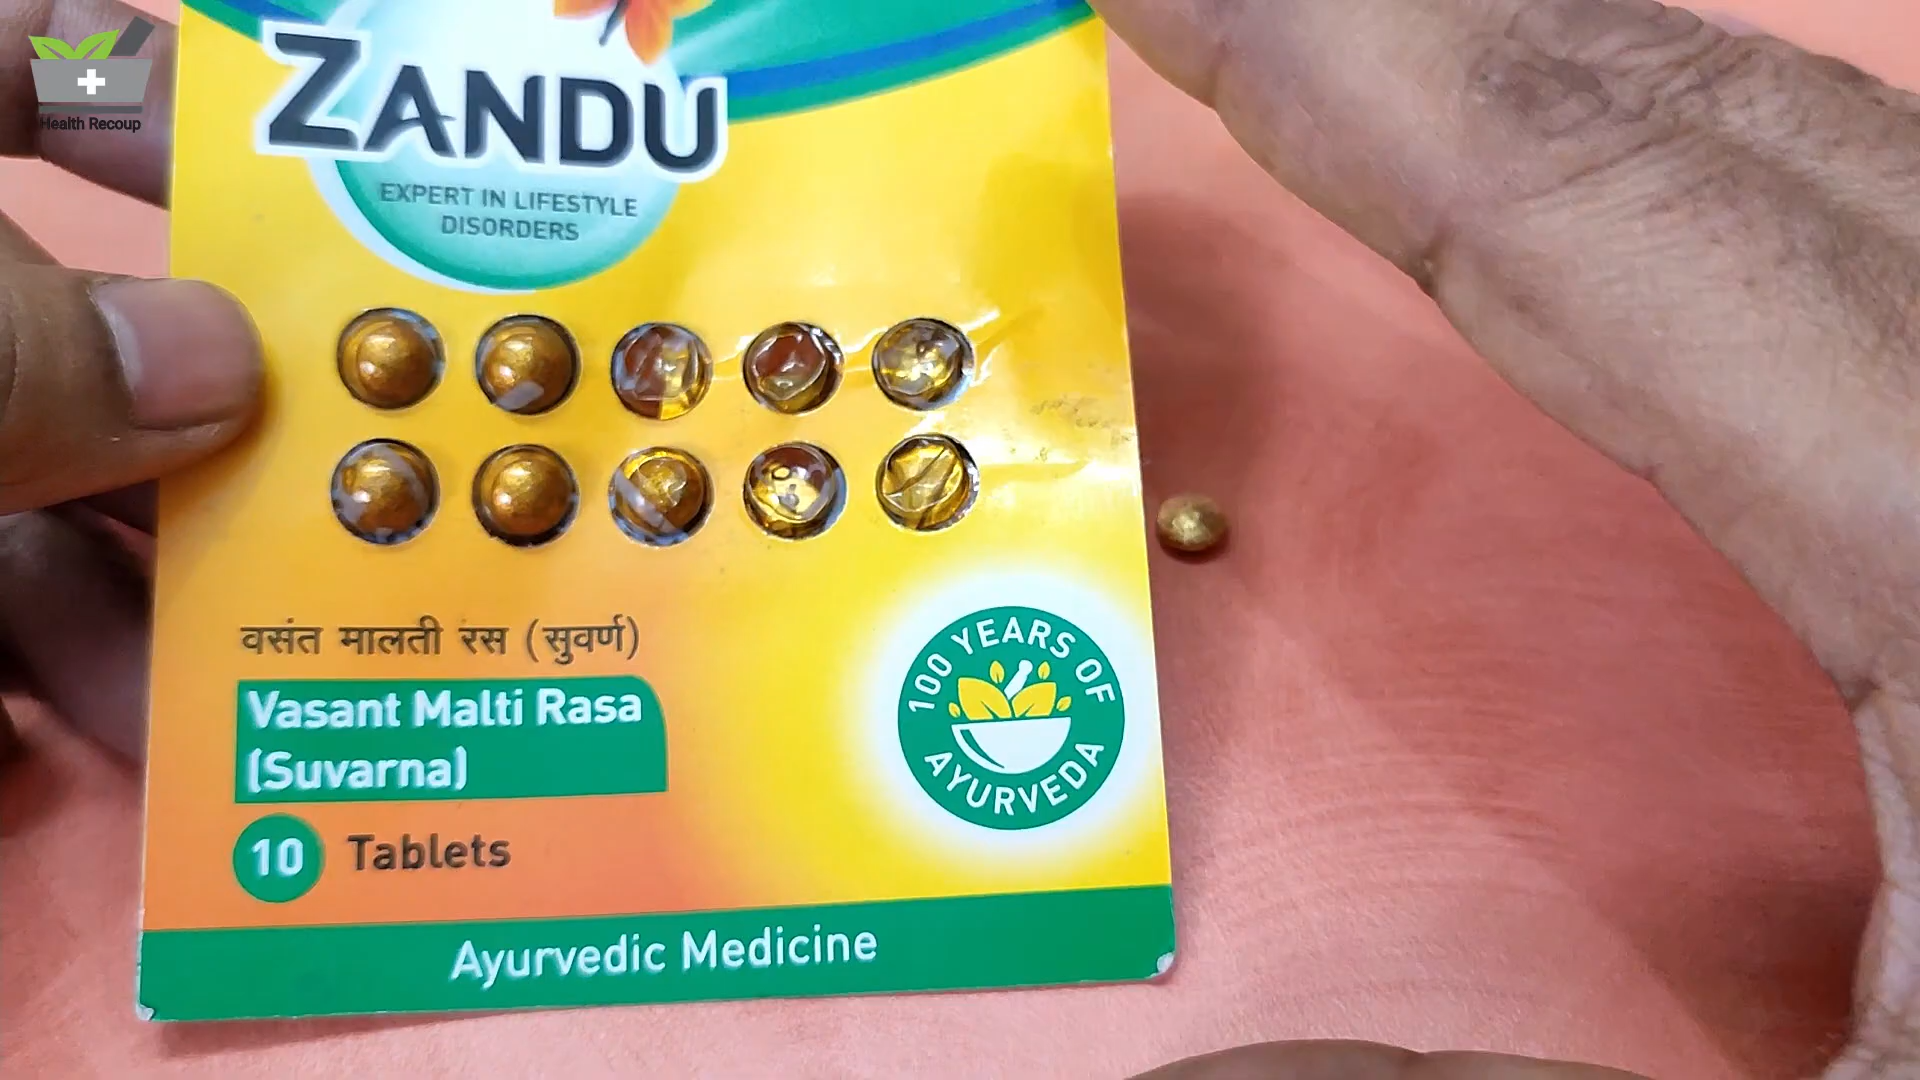 Health Recoup
ZANDU
EXPERT IN LIFESTYLE
DISORDERS
वसंत मालती रस (सुवर्ण)
Vasant Malti Rasa
(Suvarna)
10 Tablets
100 YEARS OF
AYURVEDA
Ayurvedic Medicine